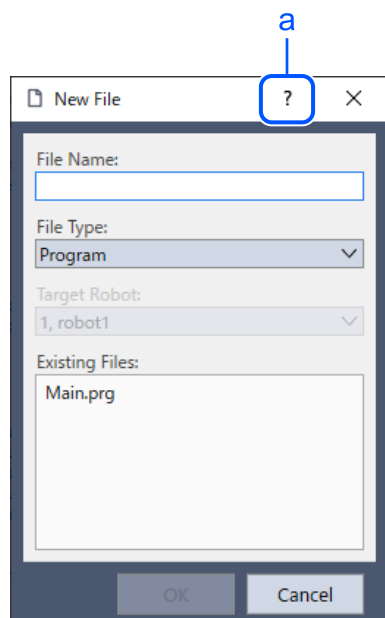 a
New File ?
File Name:
File Type:
Program
Target Robot:
1, robot1
Existing Files:
Main.prg
OK Cancel